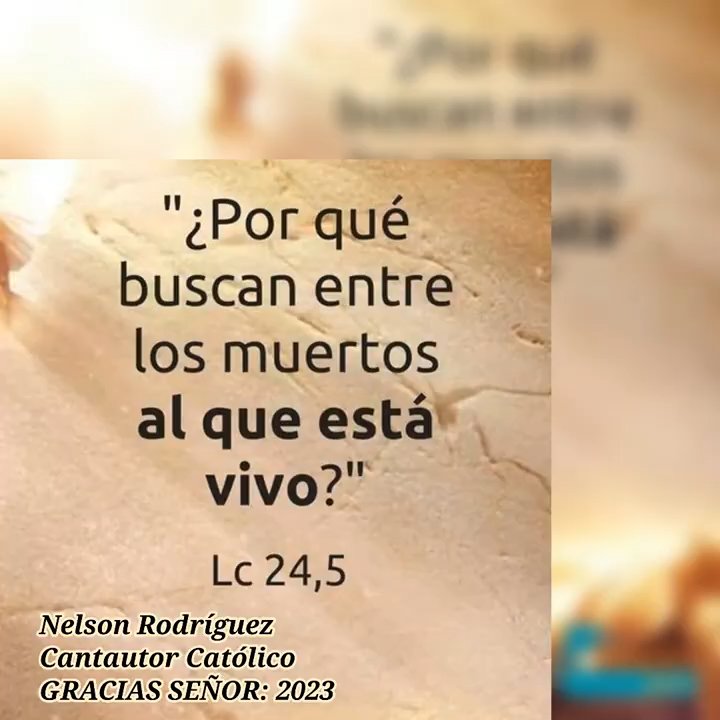 "¿Por qué
buscan entre
los muertos
al que está
vivo?"
Lc 24,5
Nelson Rodríguez
Cantautor Católico
GRACIAS SEÑOR: 2023